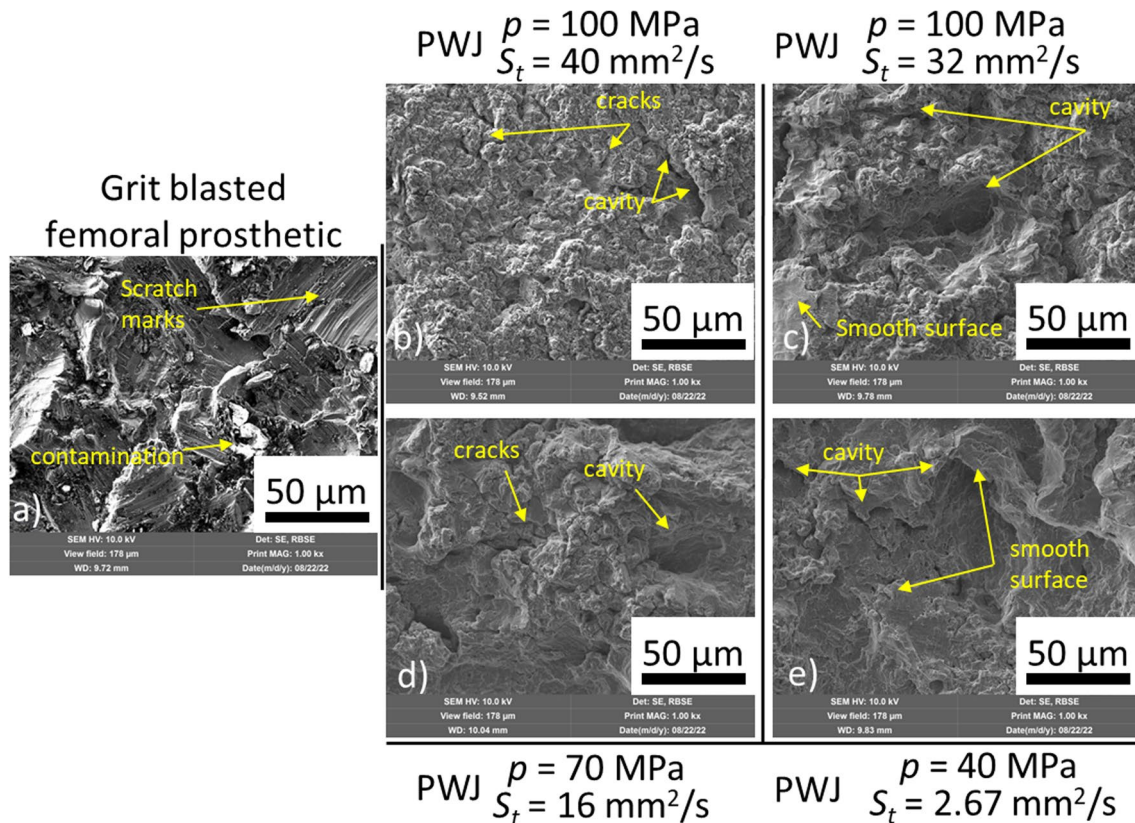 PWJ p = 100 MPa
S_t = 40 mm²/s
PWJ p = 100 MPa
S_t = 32 mm²/s
Grit blasted
femoral prosthetic
Scratch
marks
contamination
50 µm
a)
SEM HV: 10.0 kV Det: SE, RBSE
View field: 178 µm Print MAG: 1.00 kx
WD: 9.72 mm Date(m/d/y): 08/22/22
cracks
cavity
50 µm
b)
SEM HV: 10.0 kV Det: SE, RBSE
View field: 178 µm Print MAG: 1.00 kx
WD: 9.52 mm Date(m/d/y): 08/22/22
cavity
Smooth surface
50 µm
c)
SEM HV: 10.0 kV Det: SE, RBSE
View field: 178 µm Print MAG: 1.00 kx
WD: 9.78 mm Date(m/d/y): 08/22/22
cracks
cavity
50 µm
d)
SEM HV: 10.0 kV Det: SE, RBSE
View field: 178 µm Print MAG: 1.00 kx
WD: 10.04 mm Date(m/d/y): 08/22/22
cavity
smooth
surface
50 µm
e)
SEM HV: 10.0 kV Det: SE, RBSE
View field: 178 µm Print MAG: 1.00 kx
WD: 9.83 mm Date(m/d/y): 08/22/22
PWJ p = 70 MPa
S_t = 16 mm²/s
PWJ p = 40 MPa
S_t = 2.67 mm²/s